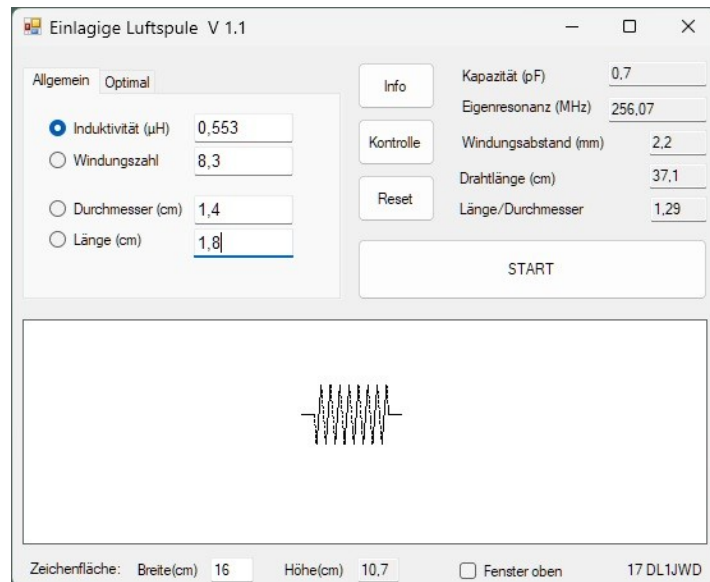 Einlagige Luftspule V 1.1
Allgemein Optimal
Induktivität (µH) 0,553
Windungszahl 8,3
Durchmesser (cm) 1,4
Länge (cm) 1,8
Info
Kontrolle
Reset
Kapazität (pF) 0,7
Eigenresonanz (MHz) 256,07
Windungsabstand (mm) 2,2
Drahtlänge (cm) 37,1
Länge/Durchmesser 1,29
START
Zeichenfläche: Breite(cm) 16 Höhe(cm) 10,7 Fenster oben 17 DL1JWD